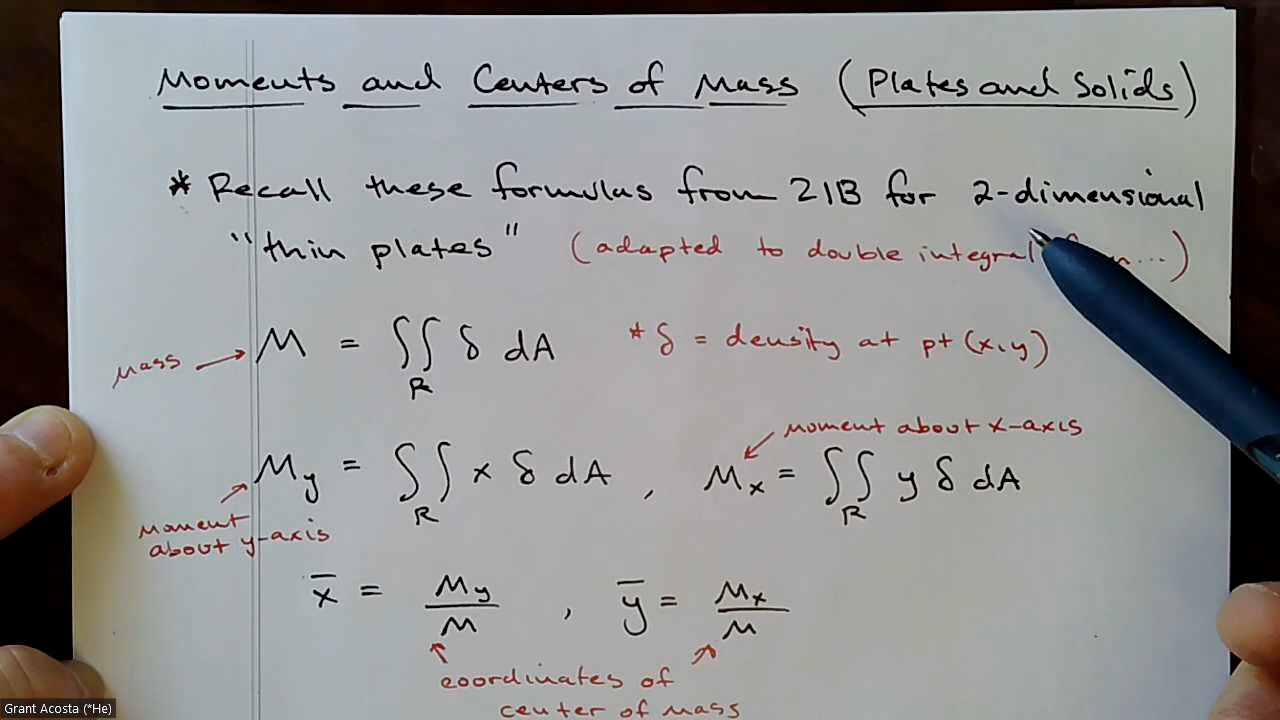 Moments and Centers of Mass (Plates and Solids)
* Recall these formulas from 21B for 2-dimensional
"thin plates" (adapted to double integral ...)
Mass → M = ∬_R δ dA * δ = density at pt (x,y)
Moment about x-axis
M_y = ∬_R x δ dA , M_x = ∬_R y δ dA
Moment
about y-axis
x̄ = M_y/M , ȳ = M_x/M
coordinates of
center of mass
Grant Acosta (*He)